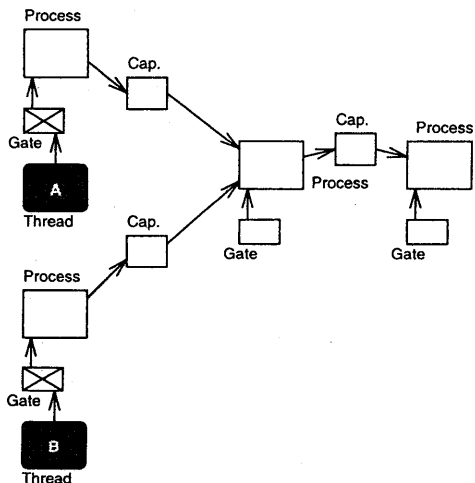 Process
Cap.
Gate
A
Thread
Cap.
Process
Process
Gate
Gate
Cap.
Process
Gate
B
Thread